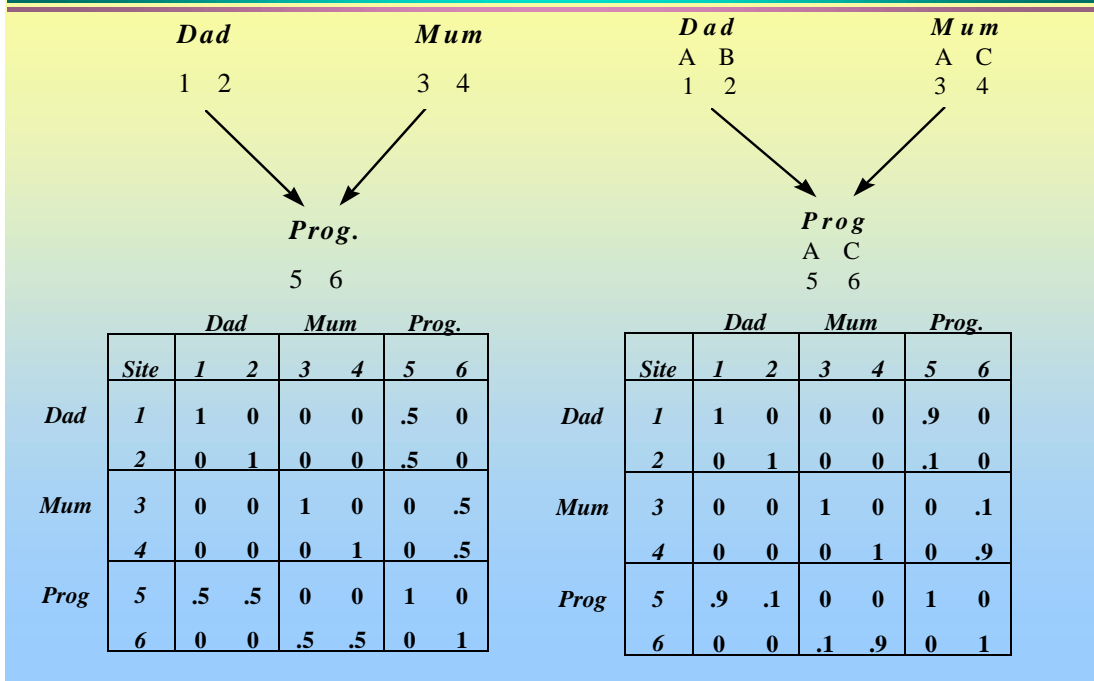 Dad Mum
1 2 3 4
Prog.
5 6
Dad Mum Prog.
Site 1 2 3 4 5 6
Dad 1 1 0 0 0 .5 0
2 0 1 0 0 .5 0
Mum 3 0 0 1 0 0 .5
4 0 0 0 1 0 .5
Prog 5 .5 .5 0 0 1 0
6 0 0 .5 .5 0 1
Dad Mum
A B A C
1 2 3 4
Prog
A C
5 6
Dad Mum Prog.
Site 1 2 3 4 5 6
Dad 1 1 0 0 0 .9 0
2 0 1 0 0 .1 0
Mum 3 0 0 1 0 0 .1
4 0 0 0 1 0 .9
Prog 5 .9 .1 0 0 1 0
6 0 0 .1 .9 0 1